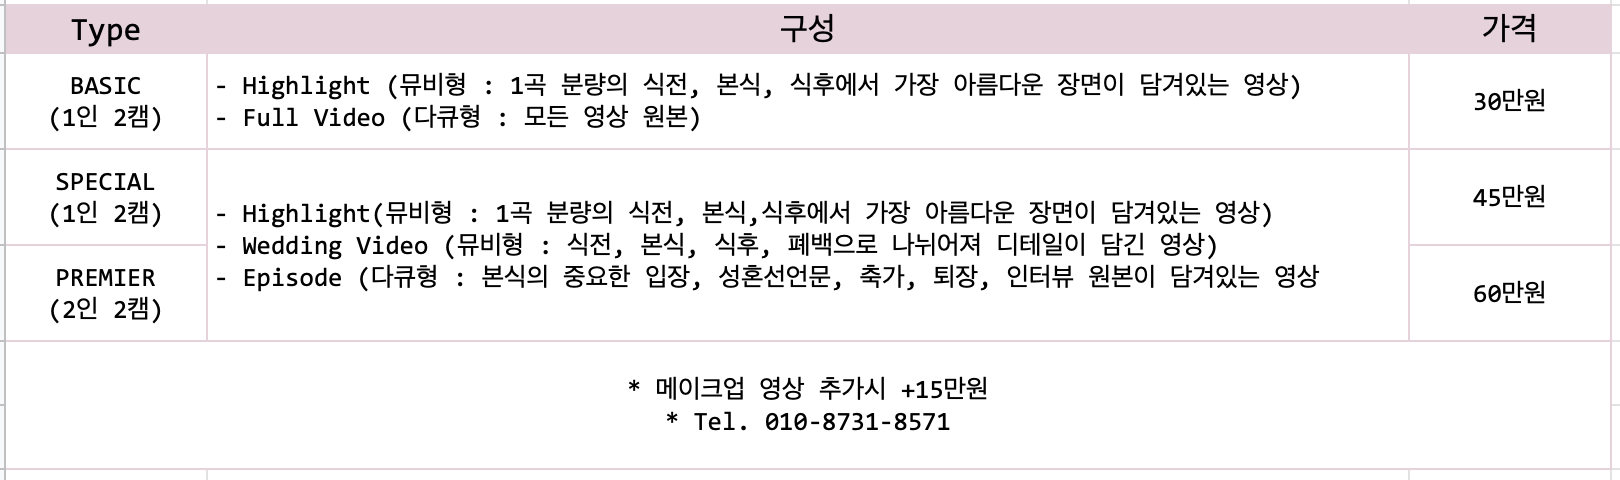 Type 구성 가격
BASIC
(1인 2캠)
- Highlight (뮤비형 : 1곡 분량의 식전, 본식, 식후에서 가장 아름다운 장면이 담겨있는 영상)
- Full Video (다큐형 : 모든 영상 원본)
30만원
SPECIAL
(1인 2캠)
45만원
- Highlight(뮤비형 : 1곡 분량의 식전, 본식,식후에서 가장 아름다운 장면이 담겨있는 영상)
- Wedding Video (뮤비형 : 식전, 본식, 식후, 폐백으로 나뉘어져 디테일이 담긴 영상)
- Episode (다큐형 : 본식의 중요한 입장, 성혼선언문, 축가, 퇴장, 인터뷰 원본이 담겨있는 영상
PREMIER
(2인 2캠)
60만원
* 메이크업 영상 추가시 +15만원
* Tel. 010-8731-8571